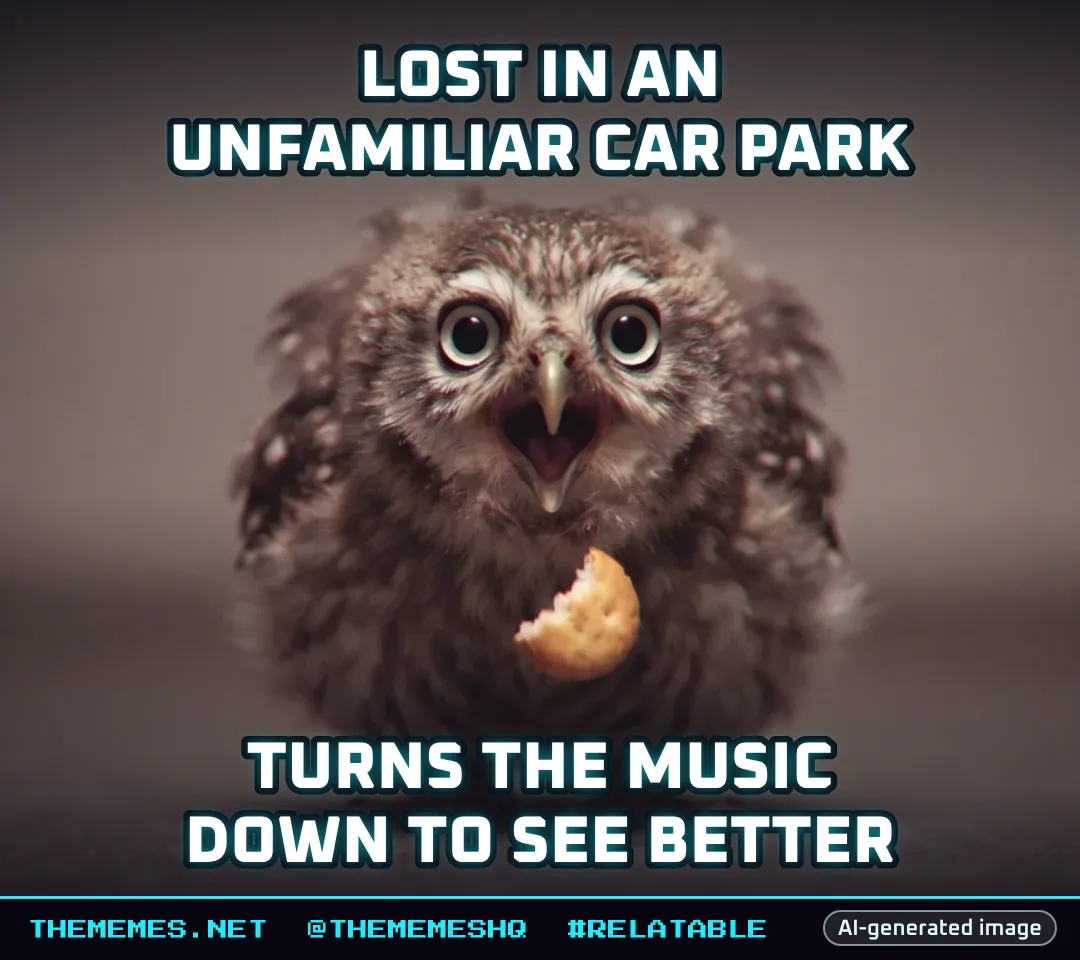 LOST IN AN
UNFAMILIAR CAR PARK
TURNS THE MUSIC
DOWN TO SEE BETTER
THEMEMES.NET @THEMEMESHQ #RELATABLE AI-generated image